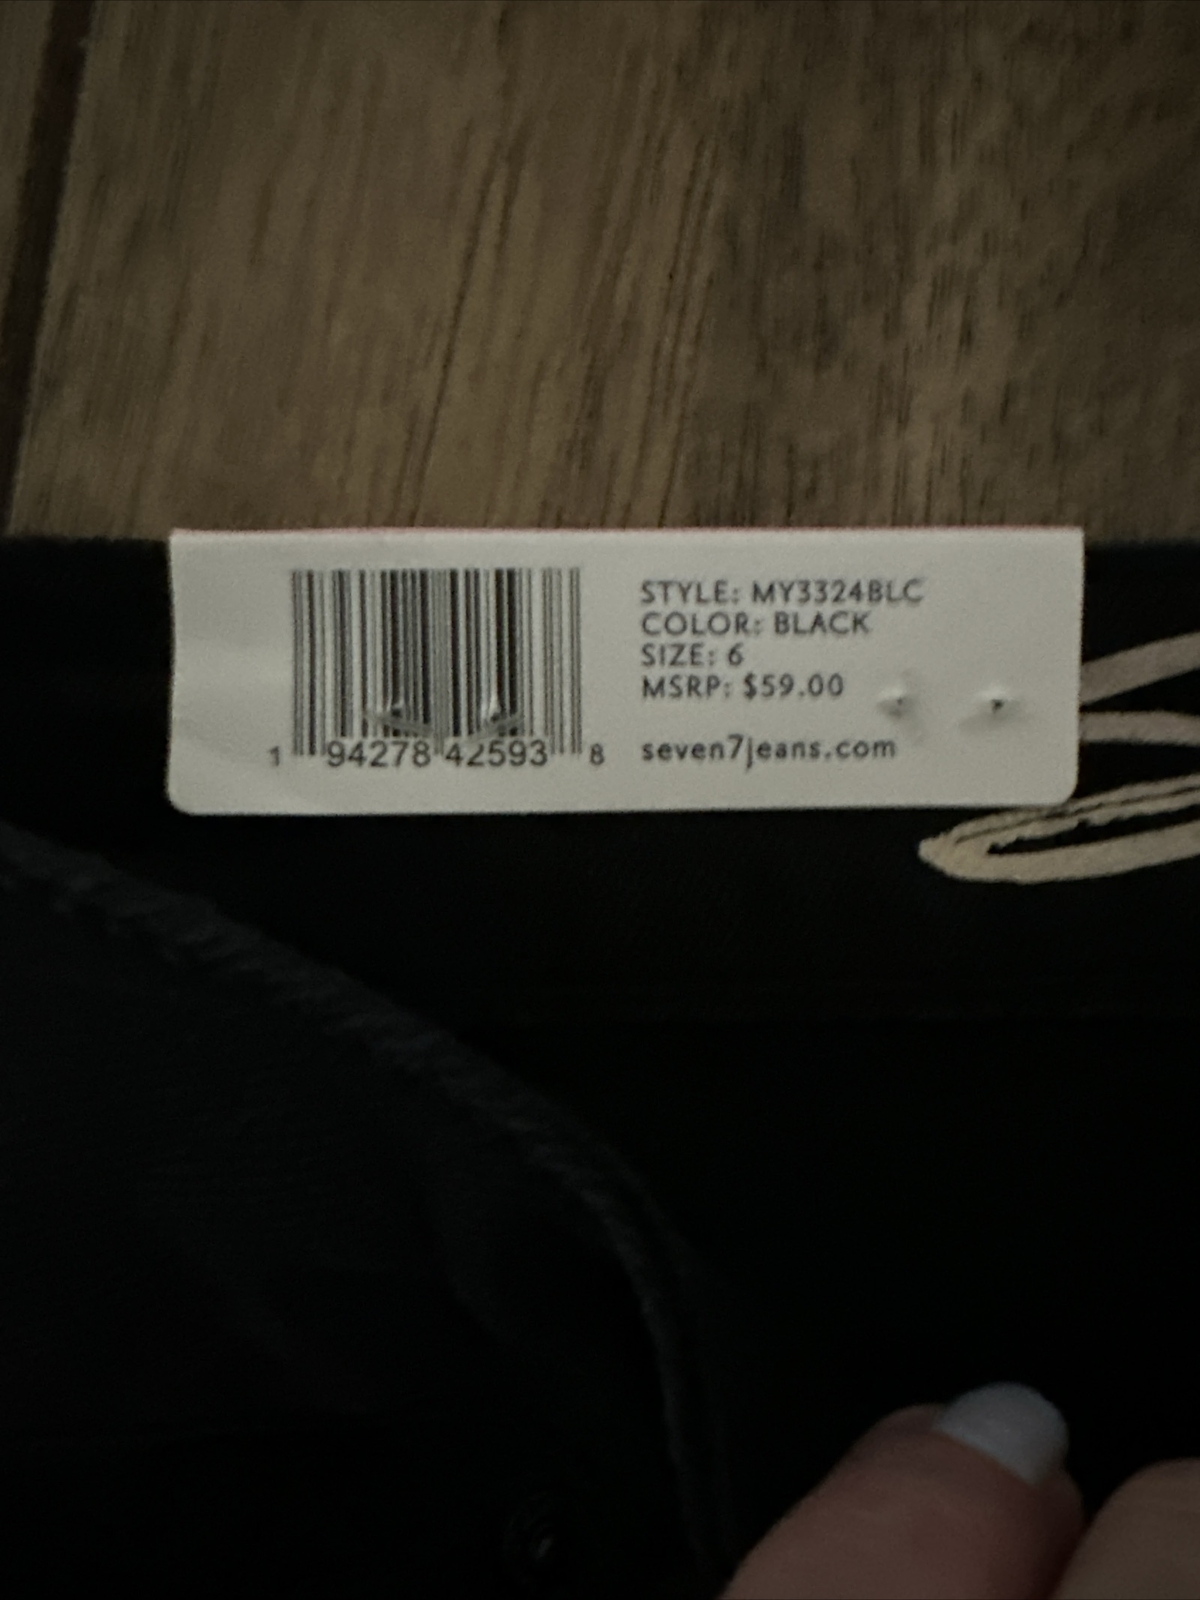 STYLE: MY3324BLC
COLOR: BLACK
SIZE: 6
MSRP: $59.00
1 94278 42593 8
seven7jeans.com